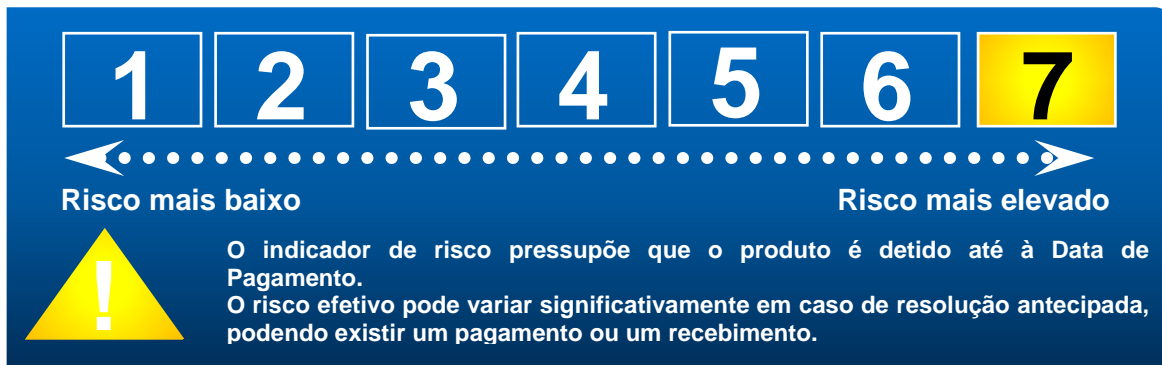 1 2 3 4 5 6 7
Risco mais baixo Risco mais elevado
! O indicador de risco pressupõe que o produto é detido até à Data de
Pagamento.
O risco efetivo pode variar significativamente em caso de resolução antecipada,
podendo existir um pagamento ou um recebimento.